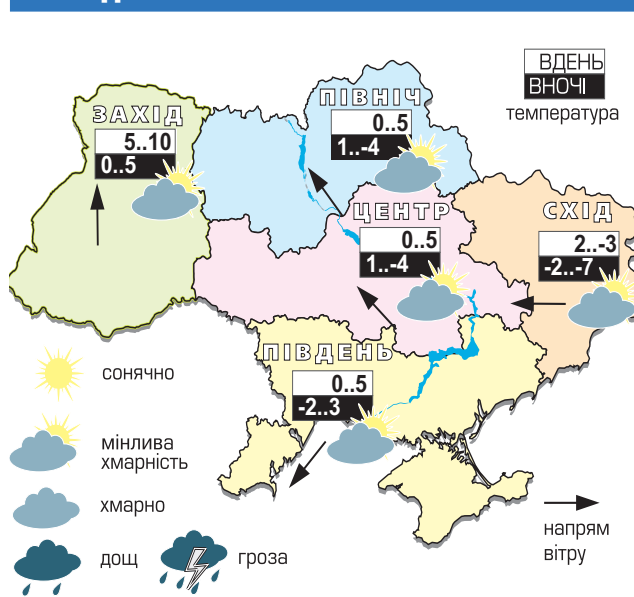 ВДЕНЬ
ВНОЧІ
температура
ЗАХІД
5..10
0..5
ПІВНІЧ
0..5
1..-4
ЦЕНТР
0..5
1..-4
СХІД
2..-3
-2..-7
ПІВДЕНЬ
0..5
-2..3
сонячно
мінлива
хмарність
хмарно
дощ
гроза
напрям
вітру